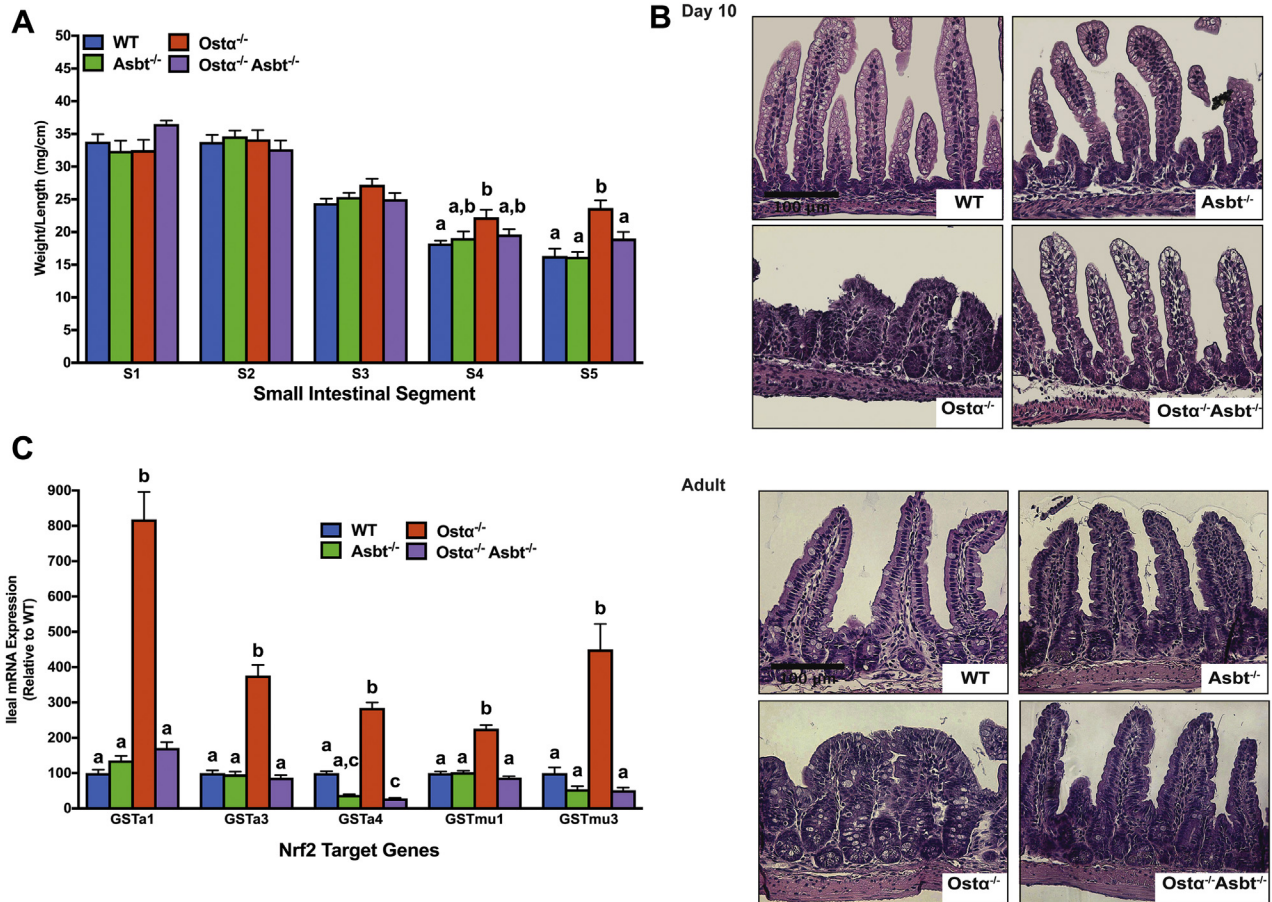 A
50
45
40
35
30
25
20
15
10
5
0
Weight/Length (mg/cm)
WT
Ostα-/-
Asbt-/-
Ostα-/- Asbt-/-
a
a,b
b
a,b
a
a
b
a
S1
S2
S3
S4
S5
Small Intestinal Segment
B
Day 10
100 μm
WT
Asbt-/-
Ostα-/-
Ostα-/-Asbt-/-
C
900
800
700
600
500
400
300
200
100
0
Ileal mRNA Expression
(Relative to WT)
WT
Ostα-/-
Asbt-/-
Ostα-/- Asbt-/-
a
a
b
a
a
a
b
a
a
a,c
b
c
a
a
b
a
a
a
b
a
GSTa1
GSTa3
GSTa4
GSTmu1
GSTmu3
Nrf2 Target Genes
Adult
100 μm
WT
Asbt-/-
Ostα-/-
Ostα-/-Asbt-/-